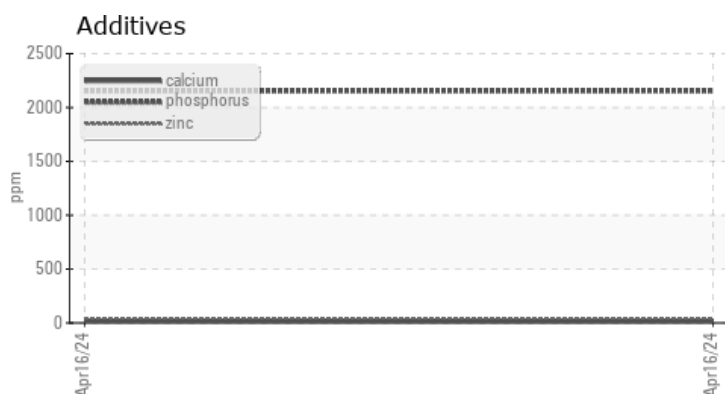 Additives
2500
2000
1500
1000
500
0
ppm
calcium
phosphorus
zinc
Apr16/24
Apr16/24